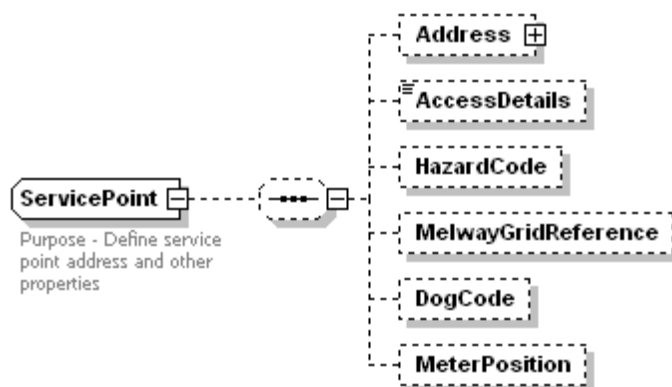 Address
AccessDetails
HazardCode
ServicePoint
Purpose - Define service
point address and other
properties
MelwayGridReference
DogCode
MeterPosition